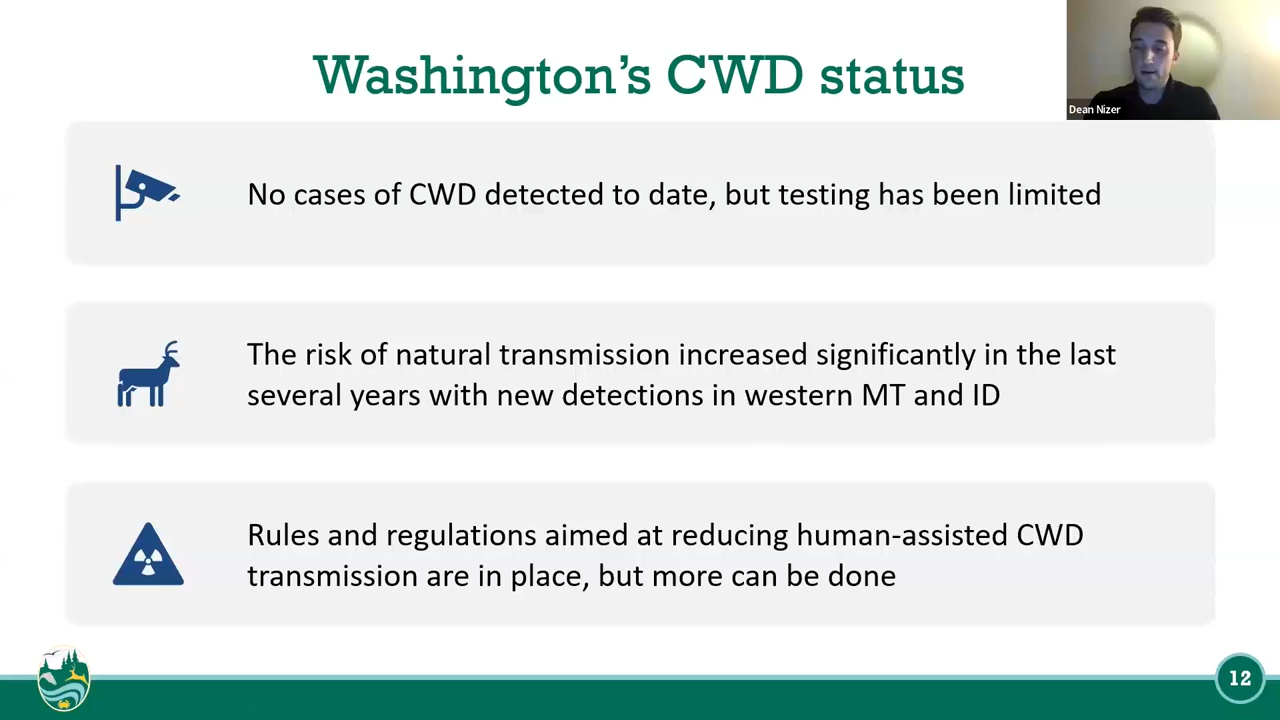 Washington’s CWD status
Dean Nizer
No cases of CWD detected to date, but testing has been limited
The risk of natural transmission increased significantly in the last
several years with new detections in western MT and ID
Rules and regulations aimed at reducing human-assisted CWD
transmission are in place, but more can be done
12